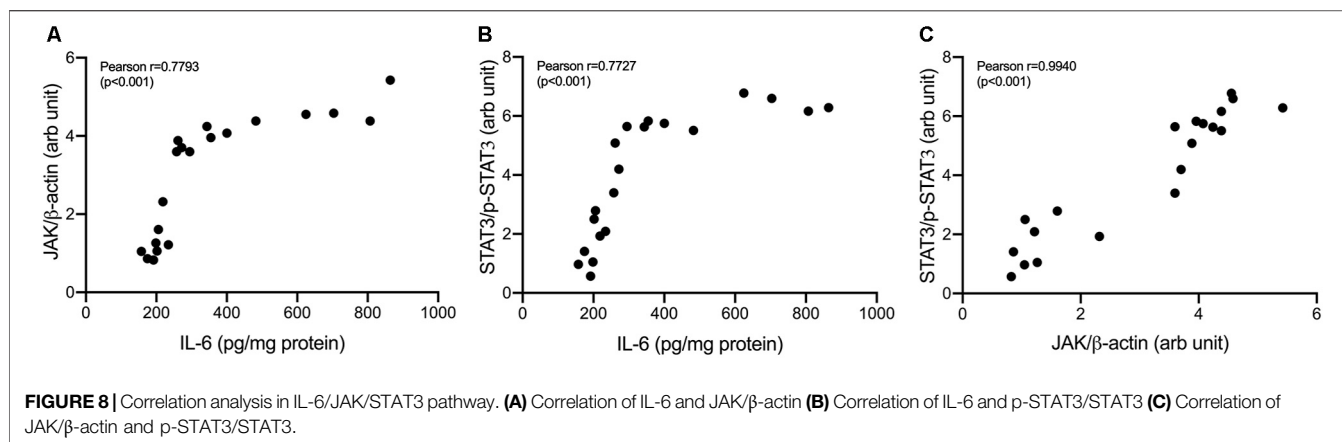 A
Pearson r=0.7793
(p<0.001)
JAK/β-actin (arb unit)
6
4
2
0
0 200 400 600 800 1000
IL-6 (pg/mg protein)
B
Pearson r=0.7727
(p<0.001)
STAT3/p-STAT3 (arb unit)
8
6
4
2
0
0 200 400 600 800 1000
IL-6 (pg/mg protein)
C
Pearson r=0.9940
(p<0.001)
STAT3/p-STAT3 (arb unit)
8
6
4
2
0
0 2 4 6
JAK/β-actin (arb unit)
FIGURE 8 | Correlation analysis in IL-6/JAK/STAT3 pathway. (A) Correlation of IL-6 and JAK/β-actin (B) Correlation of IL-6 and p-STAT3/STAT3 (C) Correlation of
JAK/β-actin and p-STAT3/STAT3.